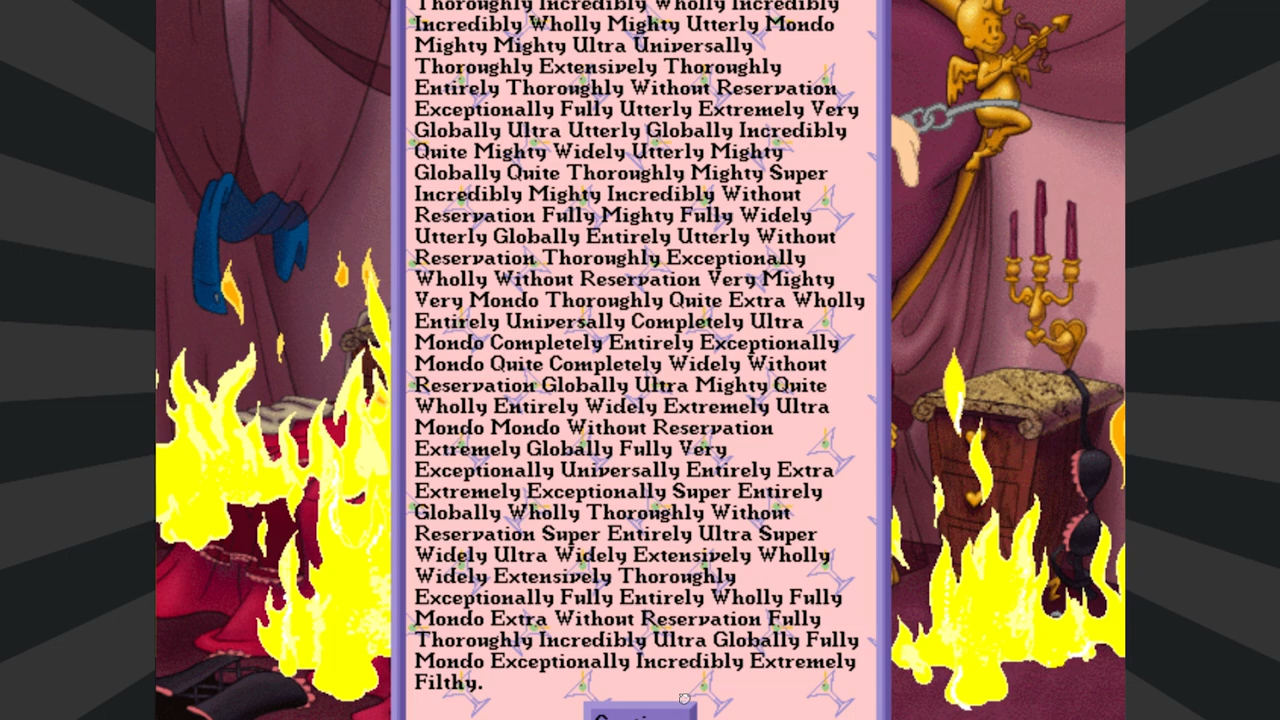 Thoroughly Incredibly Wholly Incredibly
Incredibly Wholly Mighty Utterly Mondo
Mighty Mighty Ultra Universally
Thoroughly Extensively Thoroughly
Entirely Thoroughly Without Reservation
Exceptionally Fully Utterly Extremely Very
Globally Ultra Utterly Globally Incredibly
Quite Mighty Widely Utterly Mighty
Globally Quite Thoroughly Mighty Super
Incredibly Mighty Incredibly Without
Reservation Fully Mighty Fully Widely
Utterly Globally Entirely Utterly Without
Reservation Thoroughly Exceptionally
Wholly Without Reservation Very Mighty
Very Mondo Thoroughly Quite Extra Wholly
Entirely Universally Completely Ultra
Mondo Completely Entirely Exceptionally
Mondo Quite Completely Widely Without
Reservation Globally Ultra Mighty Quite
Wholly Entirely Widely Extremely Ultra
Mondo Mondo Without Reservation
Extremely Globally Fully Very
Exceptionally Universally Entirely Extra
Extremely Exceptionally Super Entirely
Globally Wholly Thoroughly Without
Reservation Super Entirely Ultra Super
Widely Ultra Widely Extensively Wholly
Widely Extensively Thoroughly
Exceptionally Fully Entirely Wholly Fully
Mondo Extra Without Reservation Fully
Thoroughly Incredibly Ultra Globally Fully
Mondo Exceptionally Incredibly Extremely
Filthy.